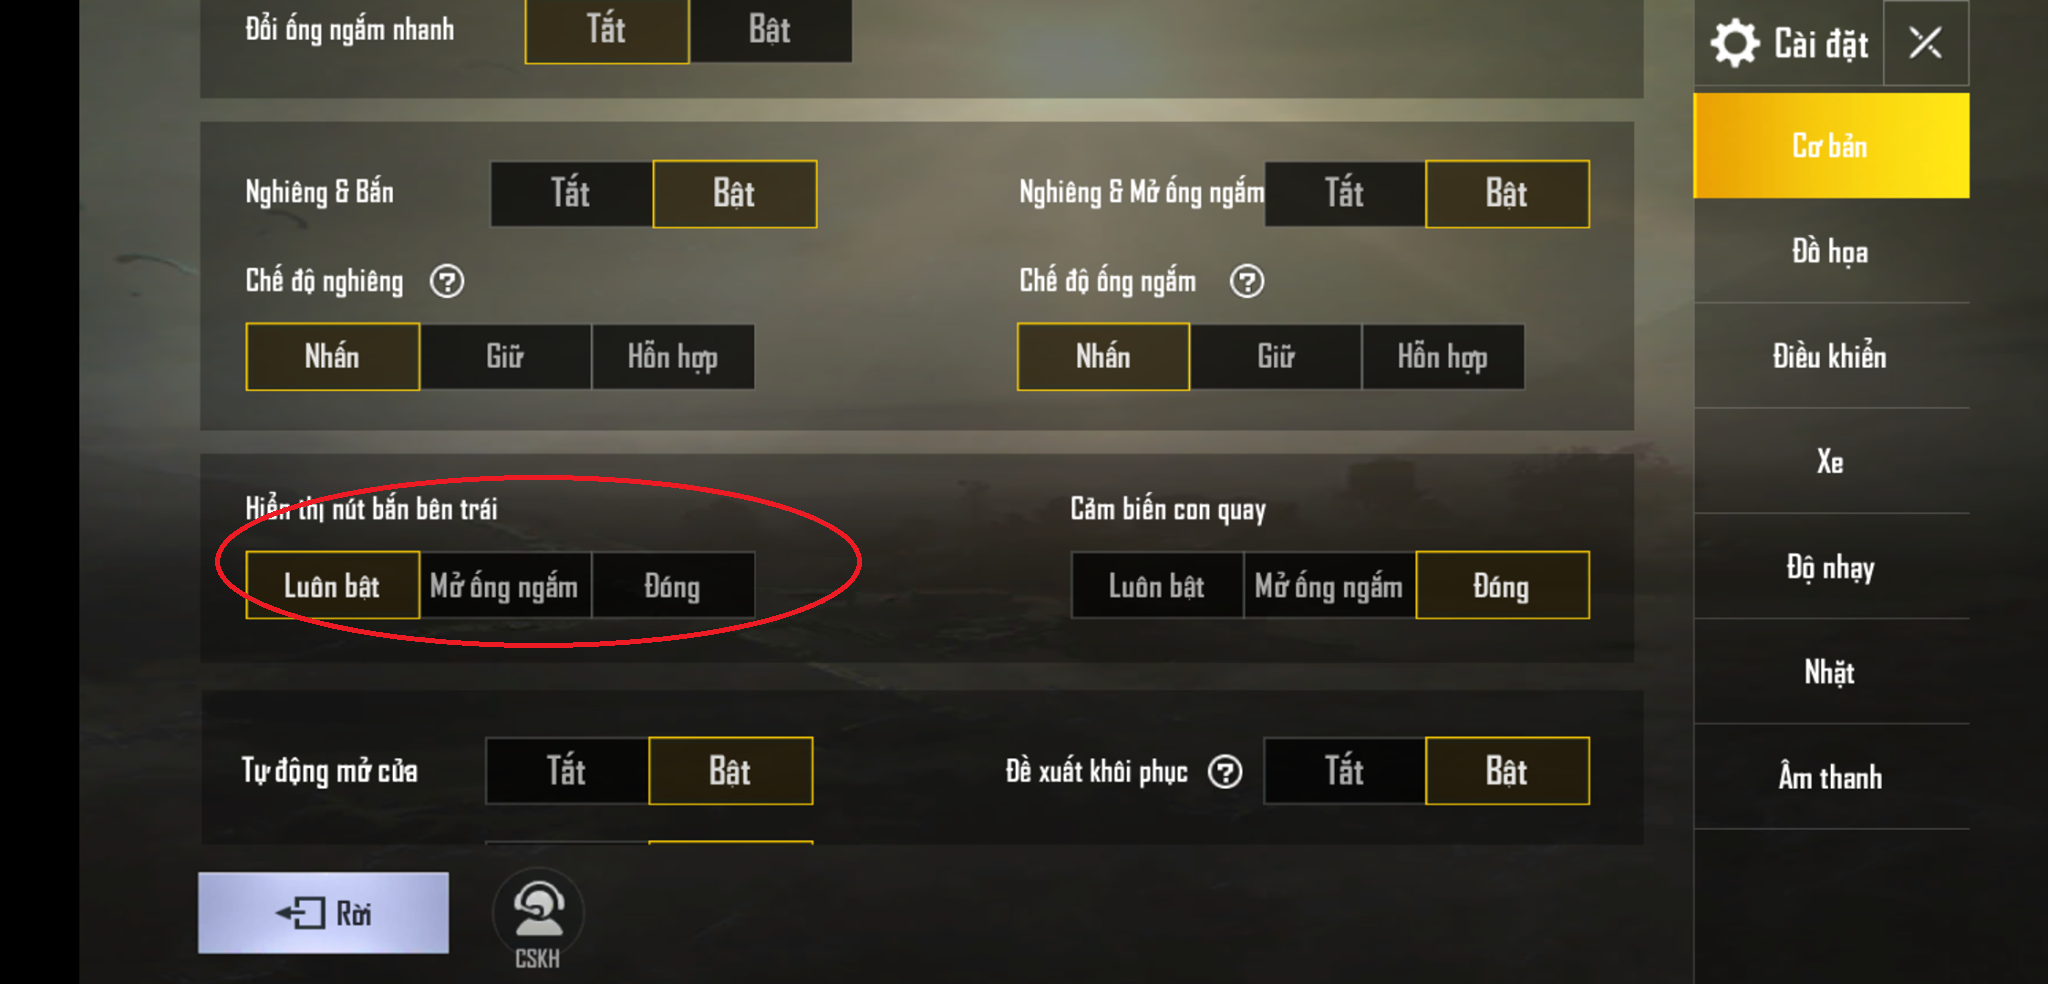 Đổi ống ngắm nhanh Tắt Bật
Cài đặt
Cơ bản
Nghiêng & Bắn Tắt Bật Nghiêng & Mở ống ngắm Tắt Bật
Đồ họa
Chế độ nghiêng ? Chế độ ống ngắm ?
Nhấn Giữ Hỗn hợp Nhấn Giữ Hỗn hợp
Điều khiển
Xe
Hiển thị nút bắn bên trái Cảm biến con quay
Luôn bật Mở ống ngắm Đóng Luôn bật Mở ống ngắm Đóng
Độ nhạy
Nhặt
Tự động mở cửa Tắt Bật Đề xuất khôi phục ? Tắt Bật
Âm thanh
Rời
CSKH